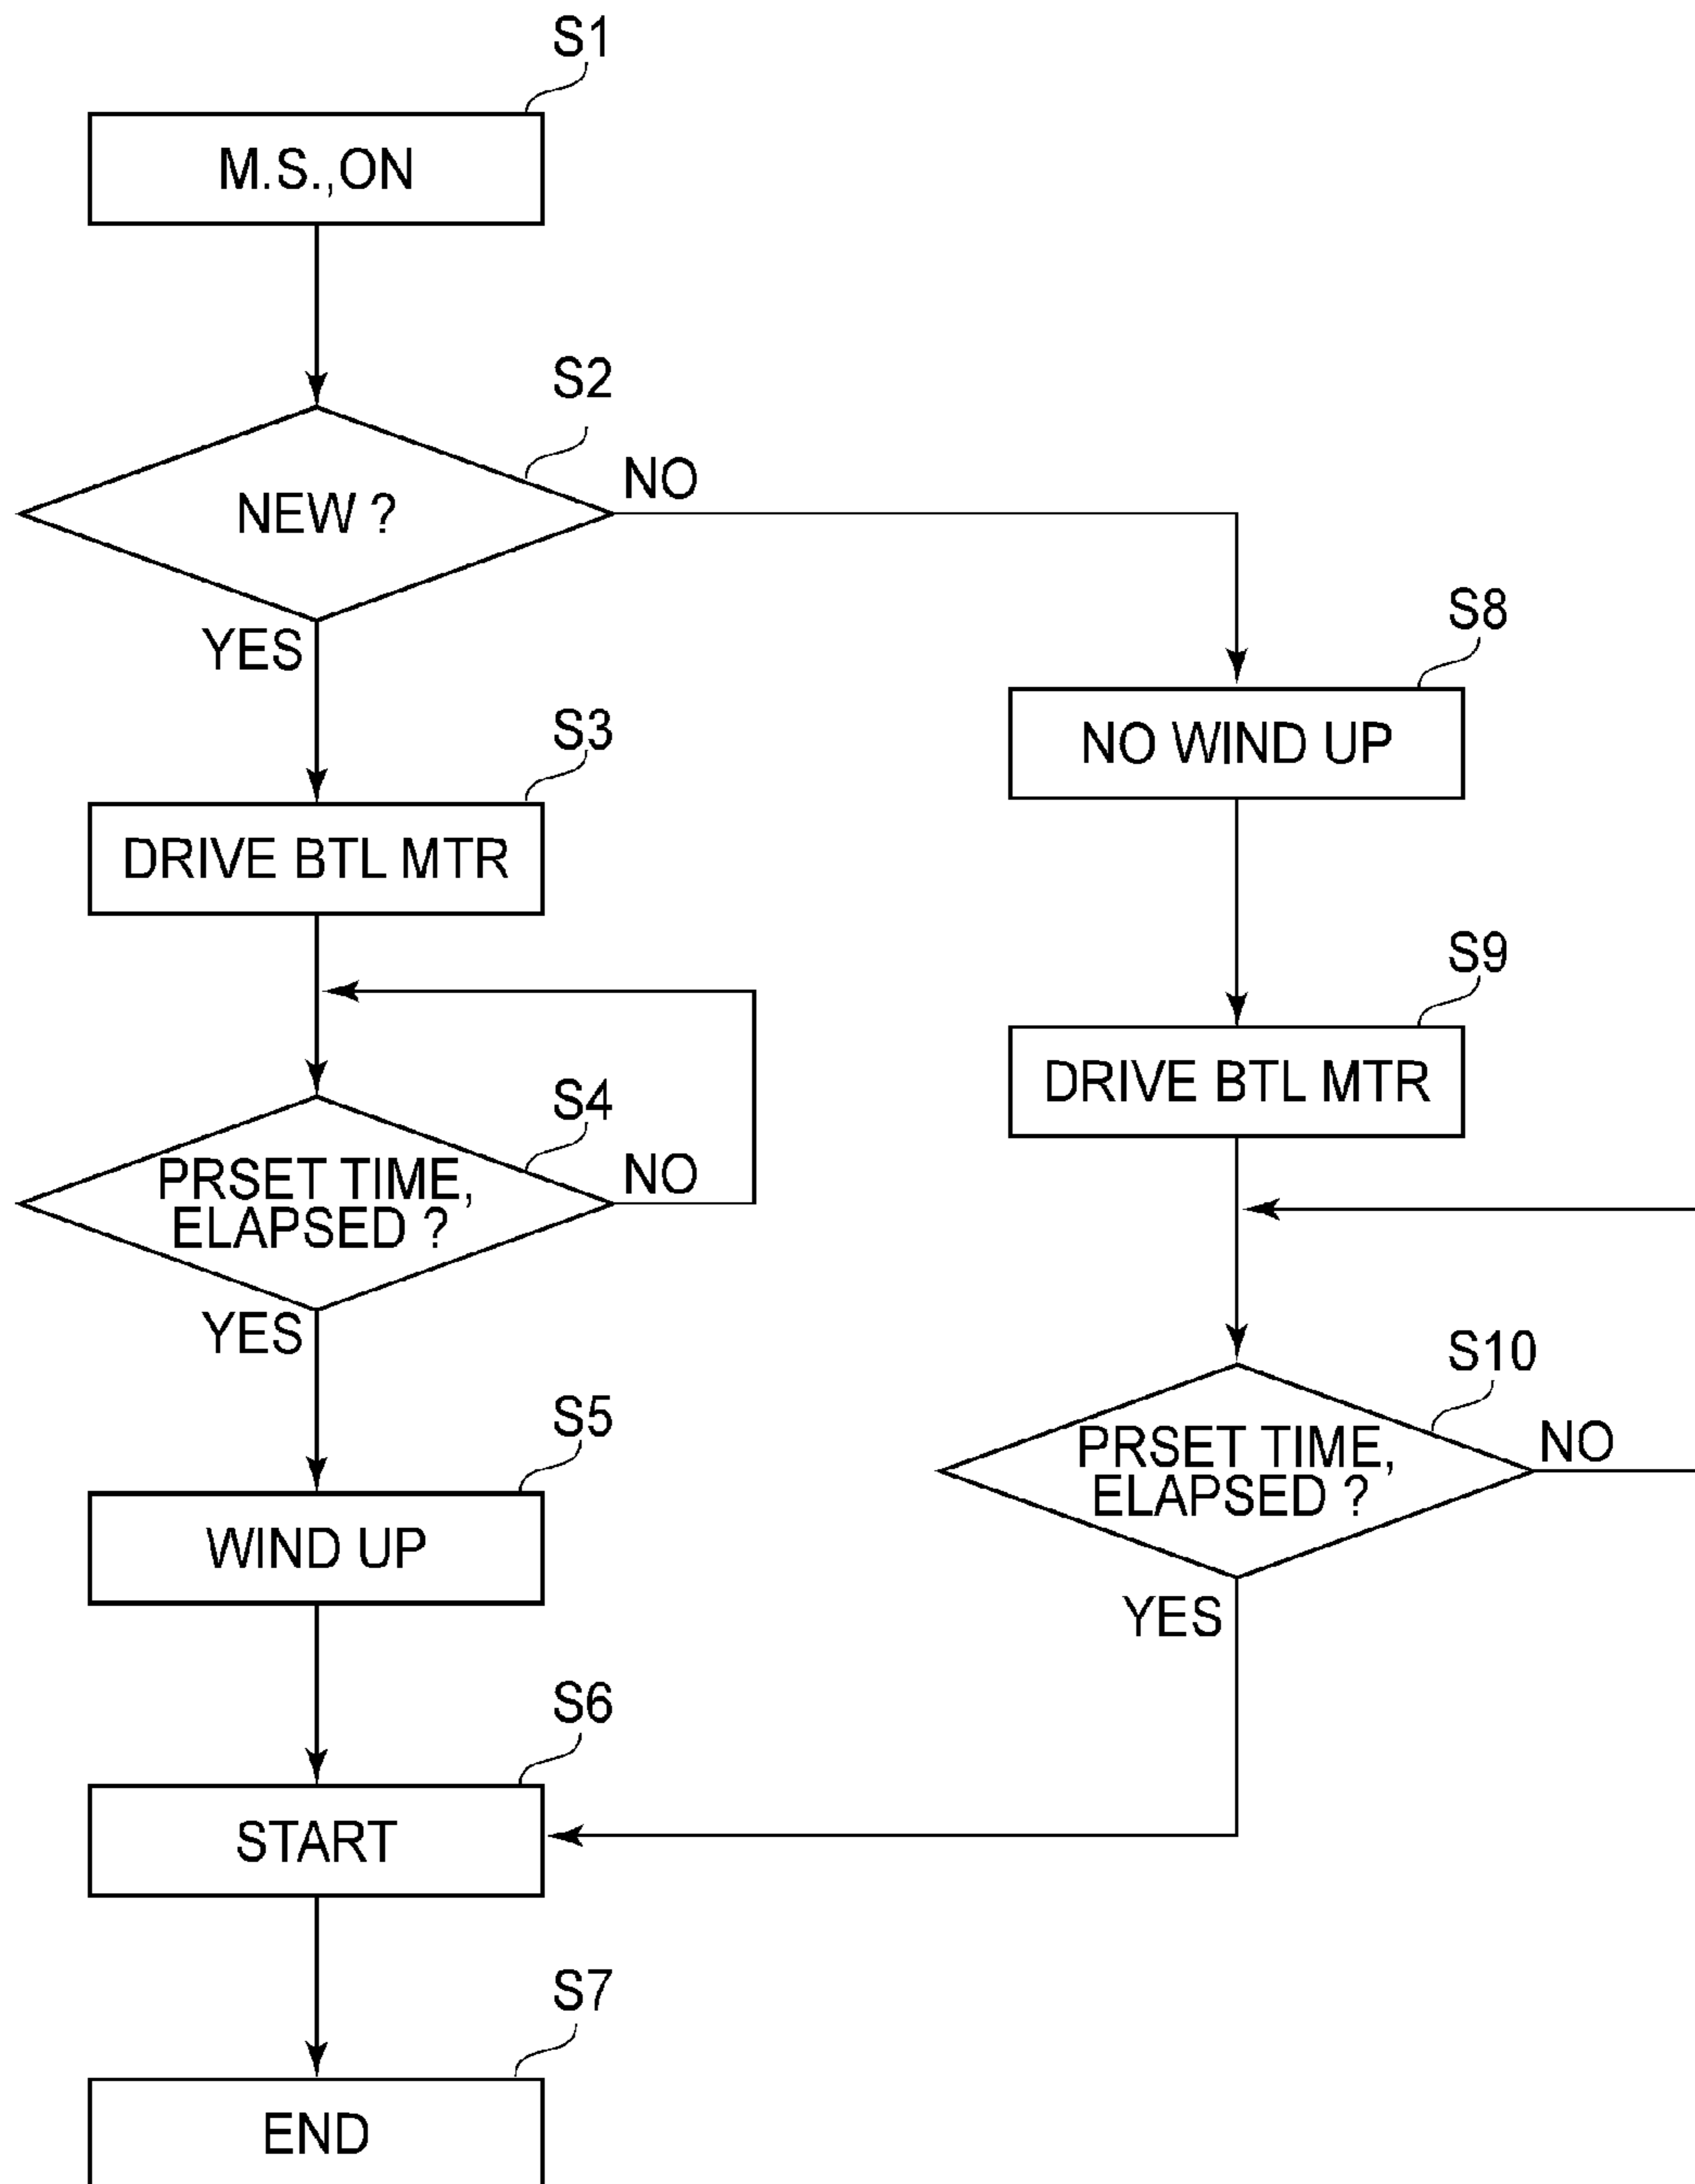 S1
M.S.,ON
S2
NEW ?
NO
YES
S3
DRIVE BTL MTR
S4
PRSET TIME,
ELAPSED ?
NO
YES
S5
WIND UP
S6
START
S7
END
S8
NO WIND UP
S9
DRIVE BTL MTR
S10
PRSET TIME,
ELAPSED ?
NO
YES